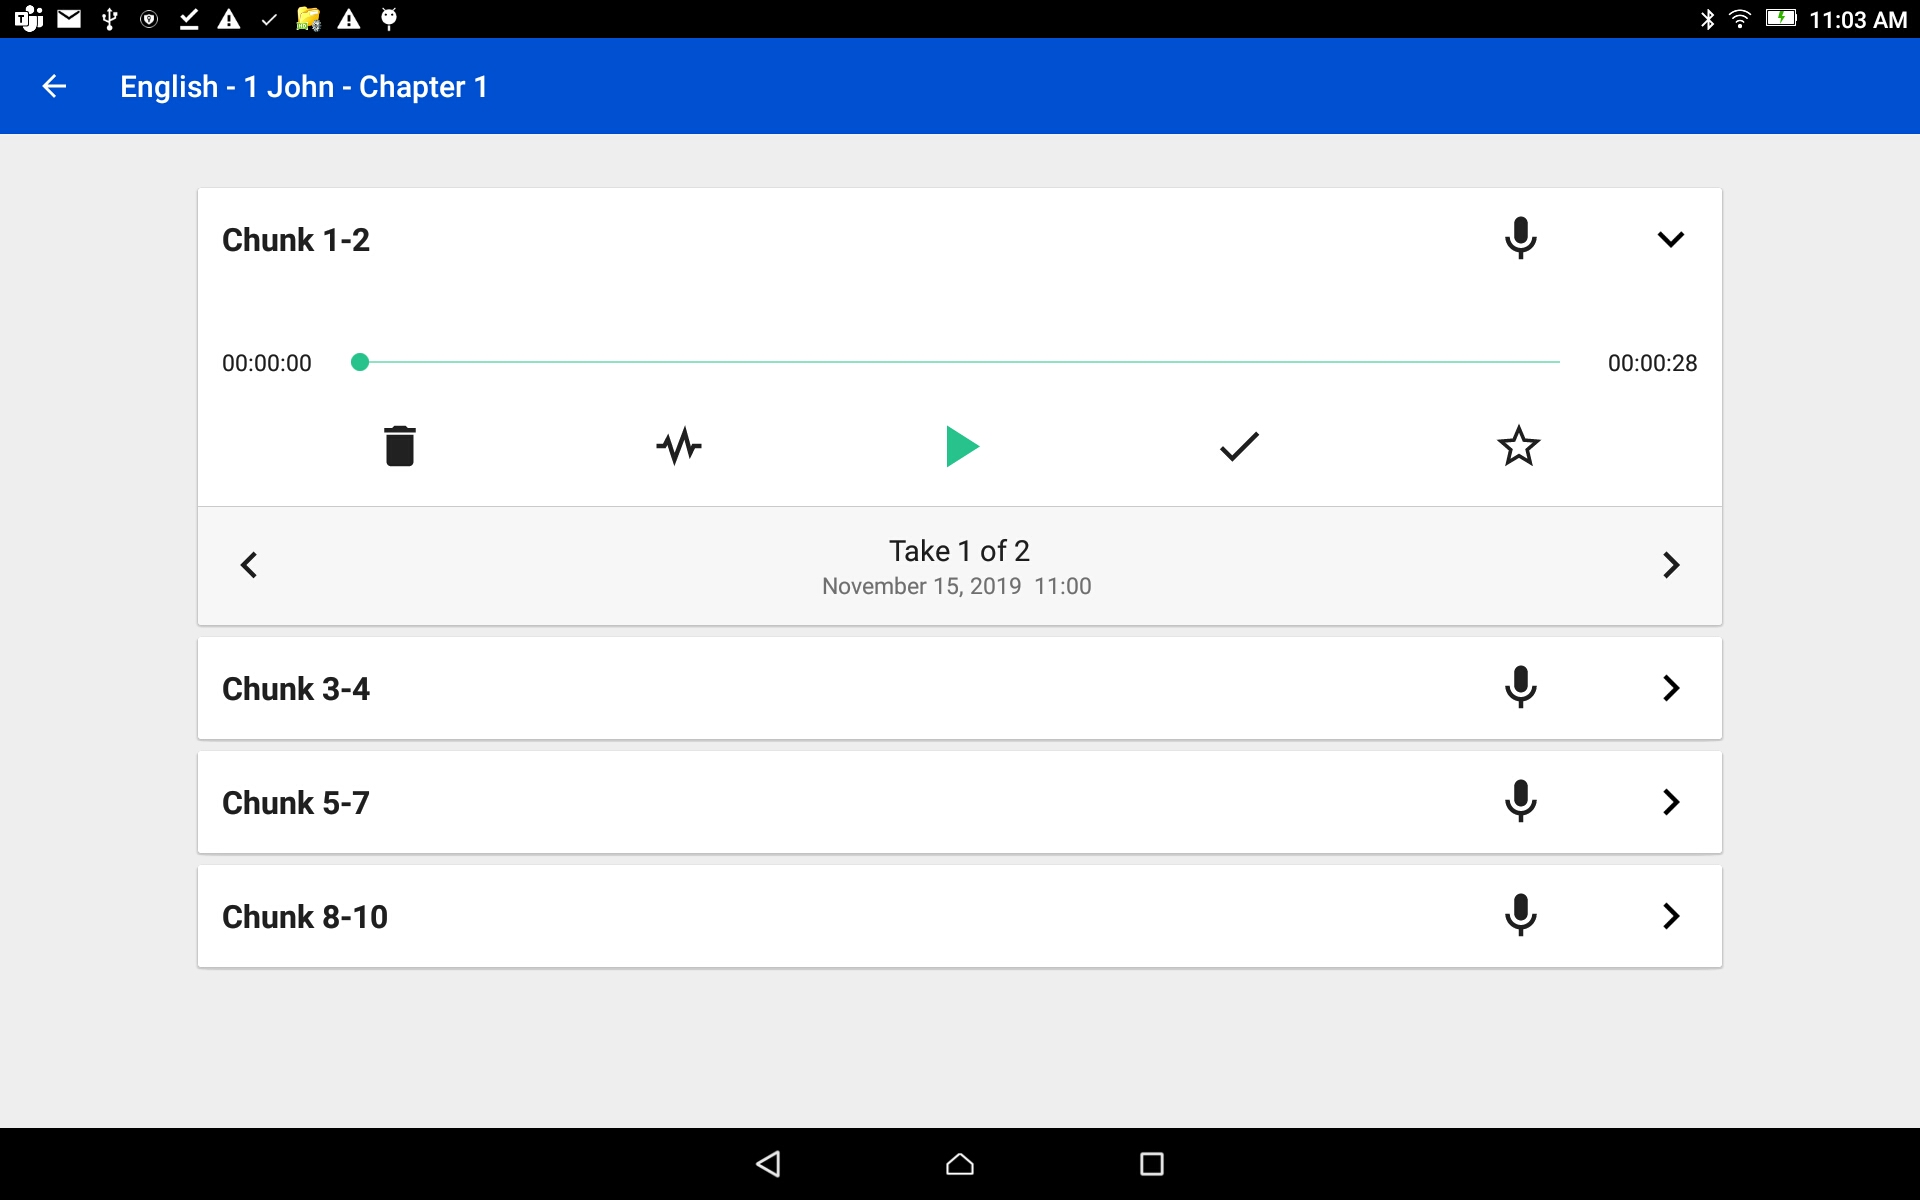 11:03 AM
English - 1 John - Chapter 1
Chunk 1-2
00:00:00
00:00:28
Take 1 of 2
November 15, 2019 11:00
Chunk 3-4
Chunk 5-7
Chunk 8-10